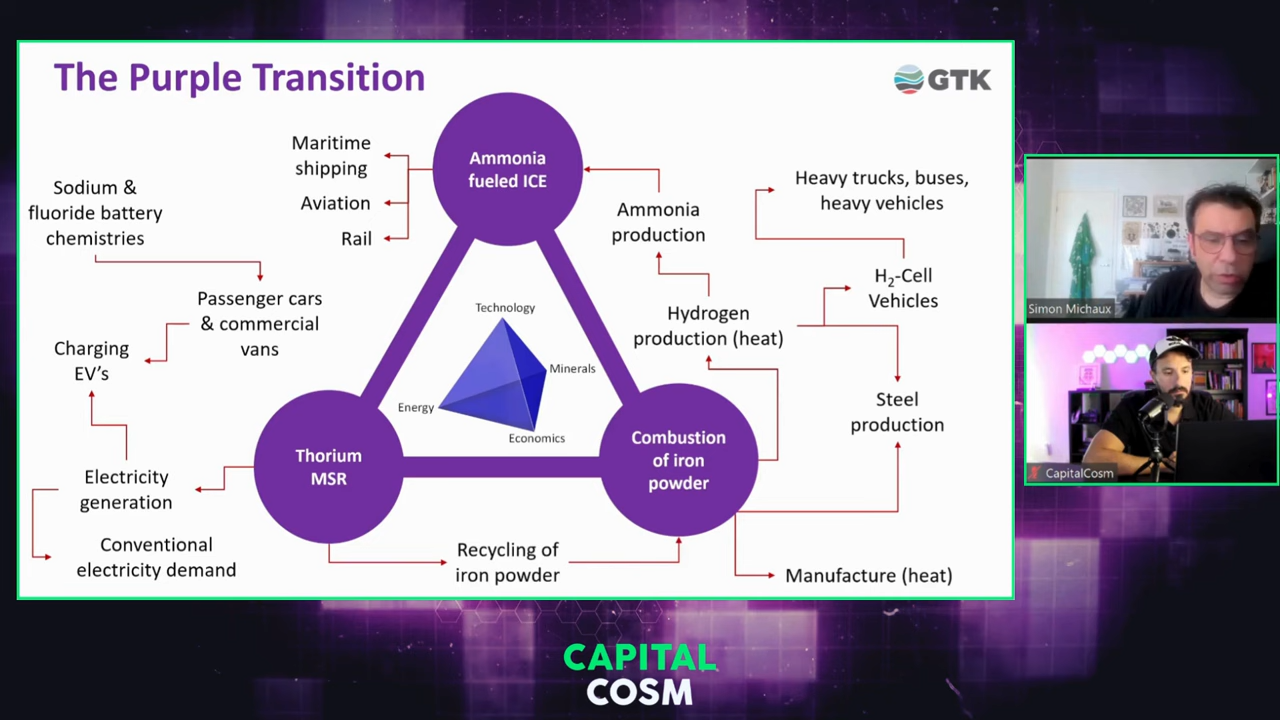 The Purple Transition
GTK
Ammonia
fueled ICE
Maritime
shipping
Aviation
Rail
Sodium &
fluoride battery
chemistries
Passenger cars
& commercial
vans
Charging
EV's
Electricity
generation
Conventional
electricity demand
Thorium
MSR
Recycling of
iron powder
Combustion
of iron
powder
Technology
Minerals
Energy
Economics
Ammonia
production
Hydrogen
production (heat)
Heavy trucks, buses,
heavy vehicles
H₂-Cell
Vehicles
Steel
production
Manufacture (heat)
Simon Michaux
CapitalCosm
CAPITAL
COSM